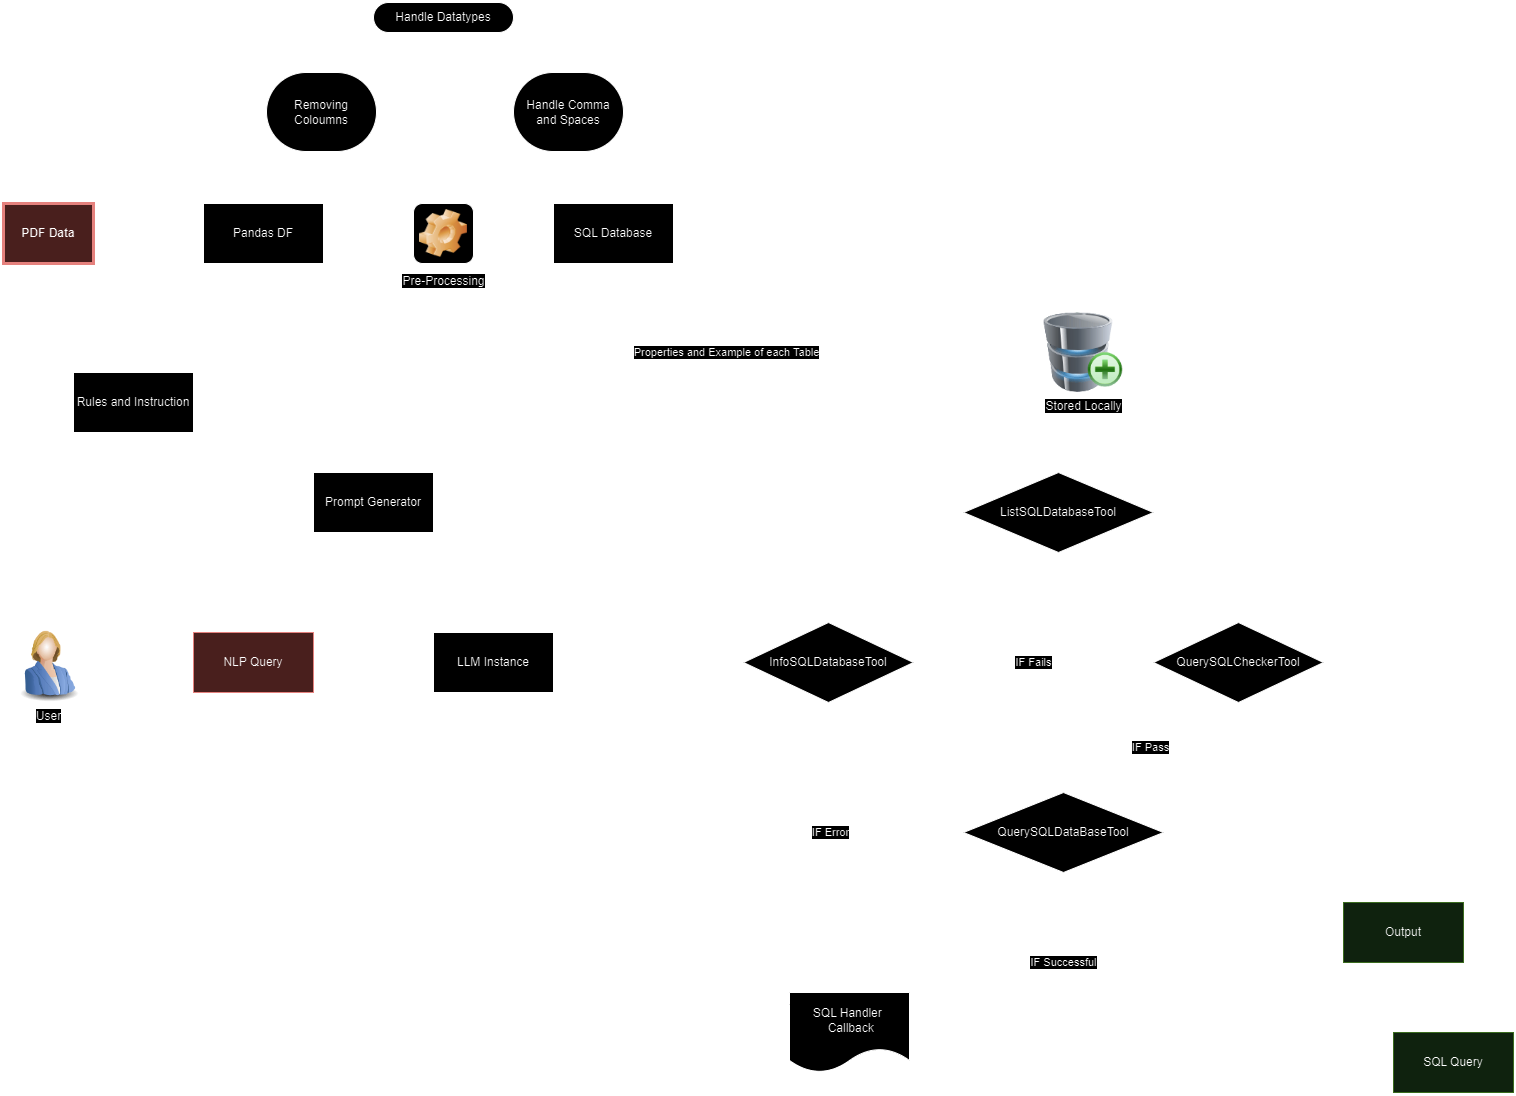 Handle Datatypes
Removing
Coloumns
Handle Comma
and Spaces
PDF Data
Pandas DF
SQL Database
Pre-Processing
Properties and Example of each Table
Stored Locally
Rules and Instruction
Prompt Generator
ListSQLDatabaseTool
User
NLP Query
LLM Instance
InfoSQLDatabaseTool
IF Fails
QuerySQLCheckerTool
IF Pass
IF Error
QuerySQLDataBaseTool
Output
IF Successful
SQL Handler
Callback
SQL Query